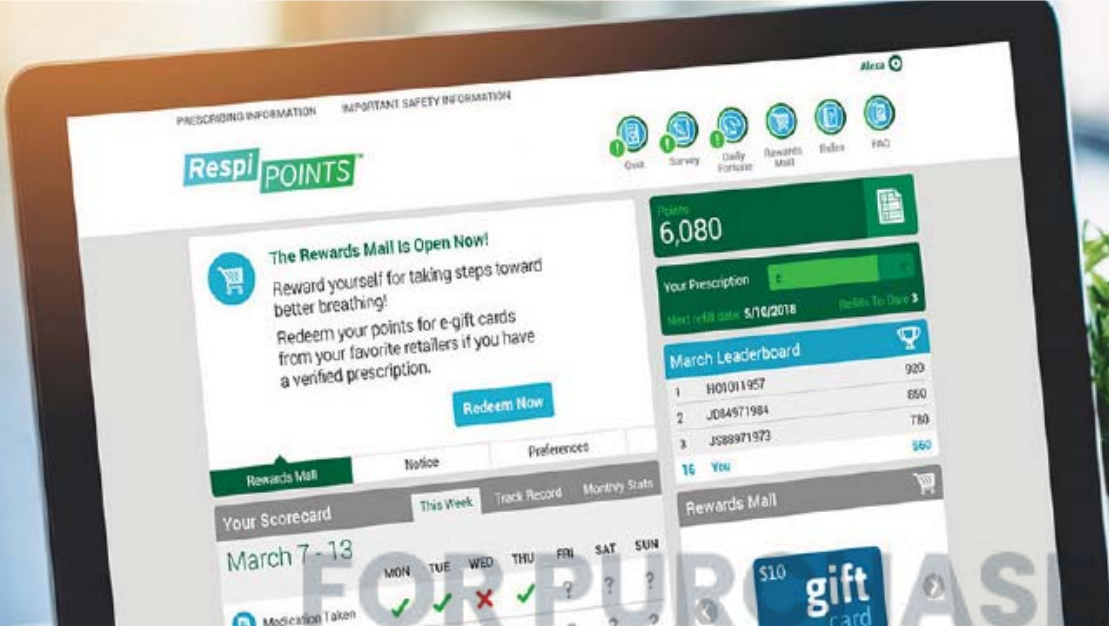 Alexa
PRESCRIBING INFORMATION IMPORTANT SAFETY INFORMATION
Respi POINTS™
Quiz Survey Daily Fortune Rewards Mall Rules FAQ
The Rewards Mall Is Open Now!
Reward yourself for taking steps toward
better breathing!
Redeem your points for e-gift cards
from your favorite retailers if you have
a verified prescription.
Redeem Now
Rewards Mall Notice Preferences
Points
6,080
Your Prescription
Next refill date: 5/10/2018 Refills To Date 3
March Leaderboard
1 HO1011957 920
2 JD84971984 850
3 JS88971973 780
16 You 560
Rewards Mall
$10 gift
card
Your Scorecard This Week Track Record Monthly Stats
March 7 - 13
MON TUE WED THU FRI SAT SUN
Medication Taken ? ? ?
FOR PURCHASE